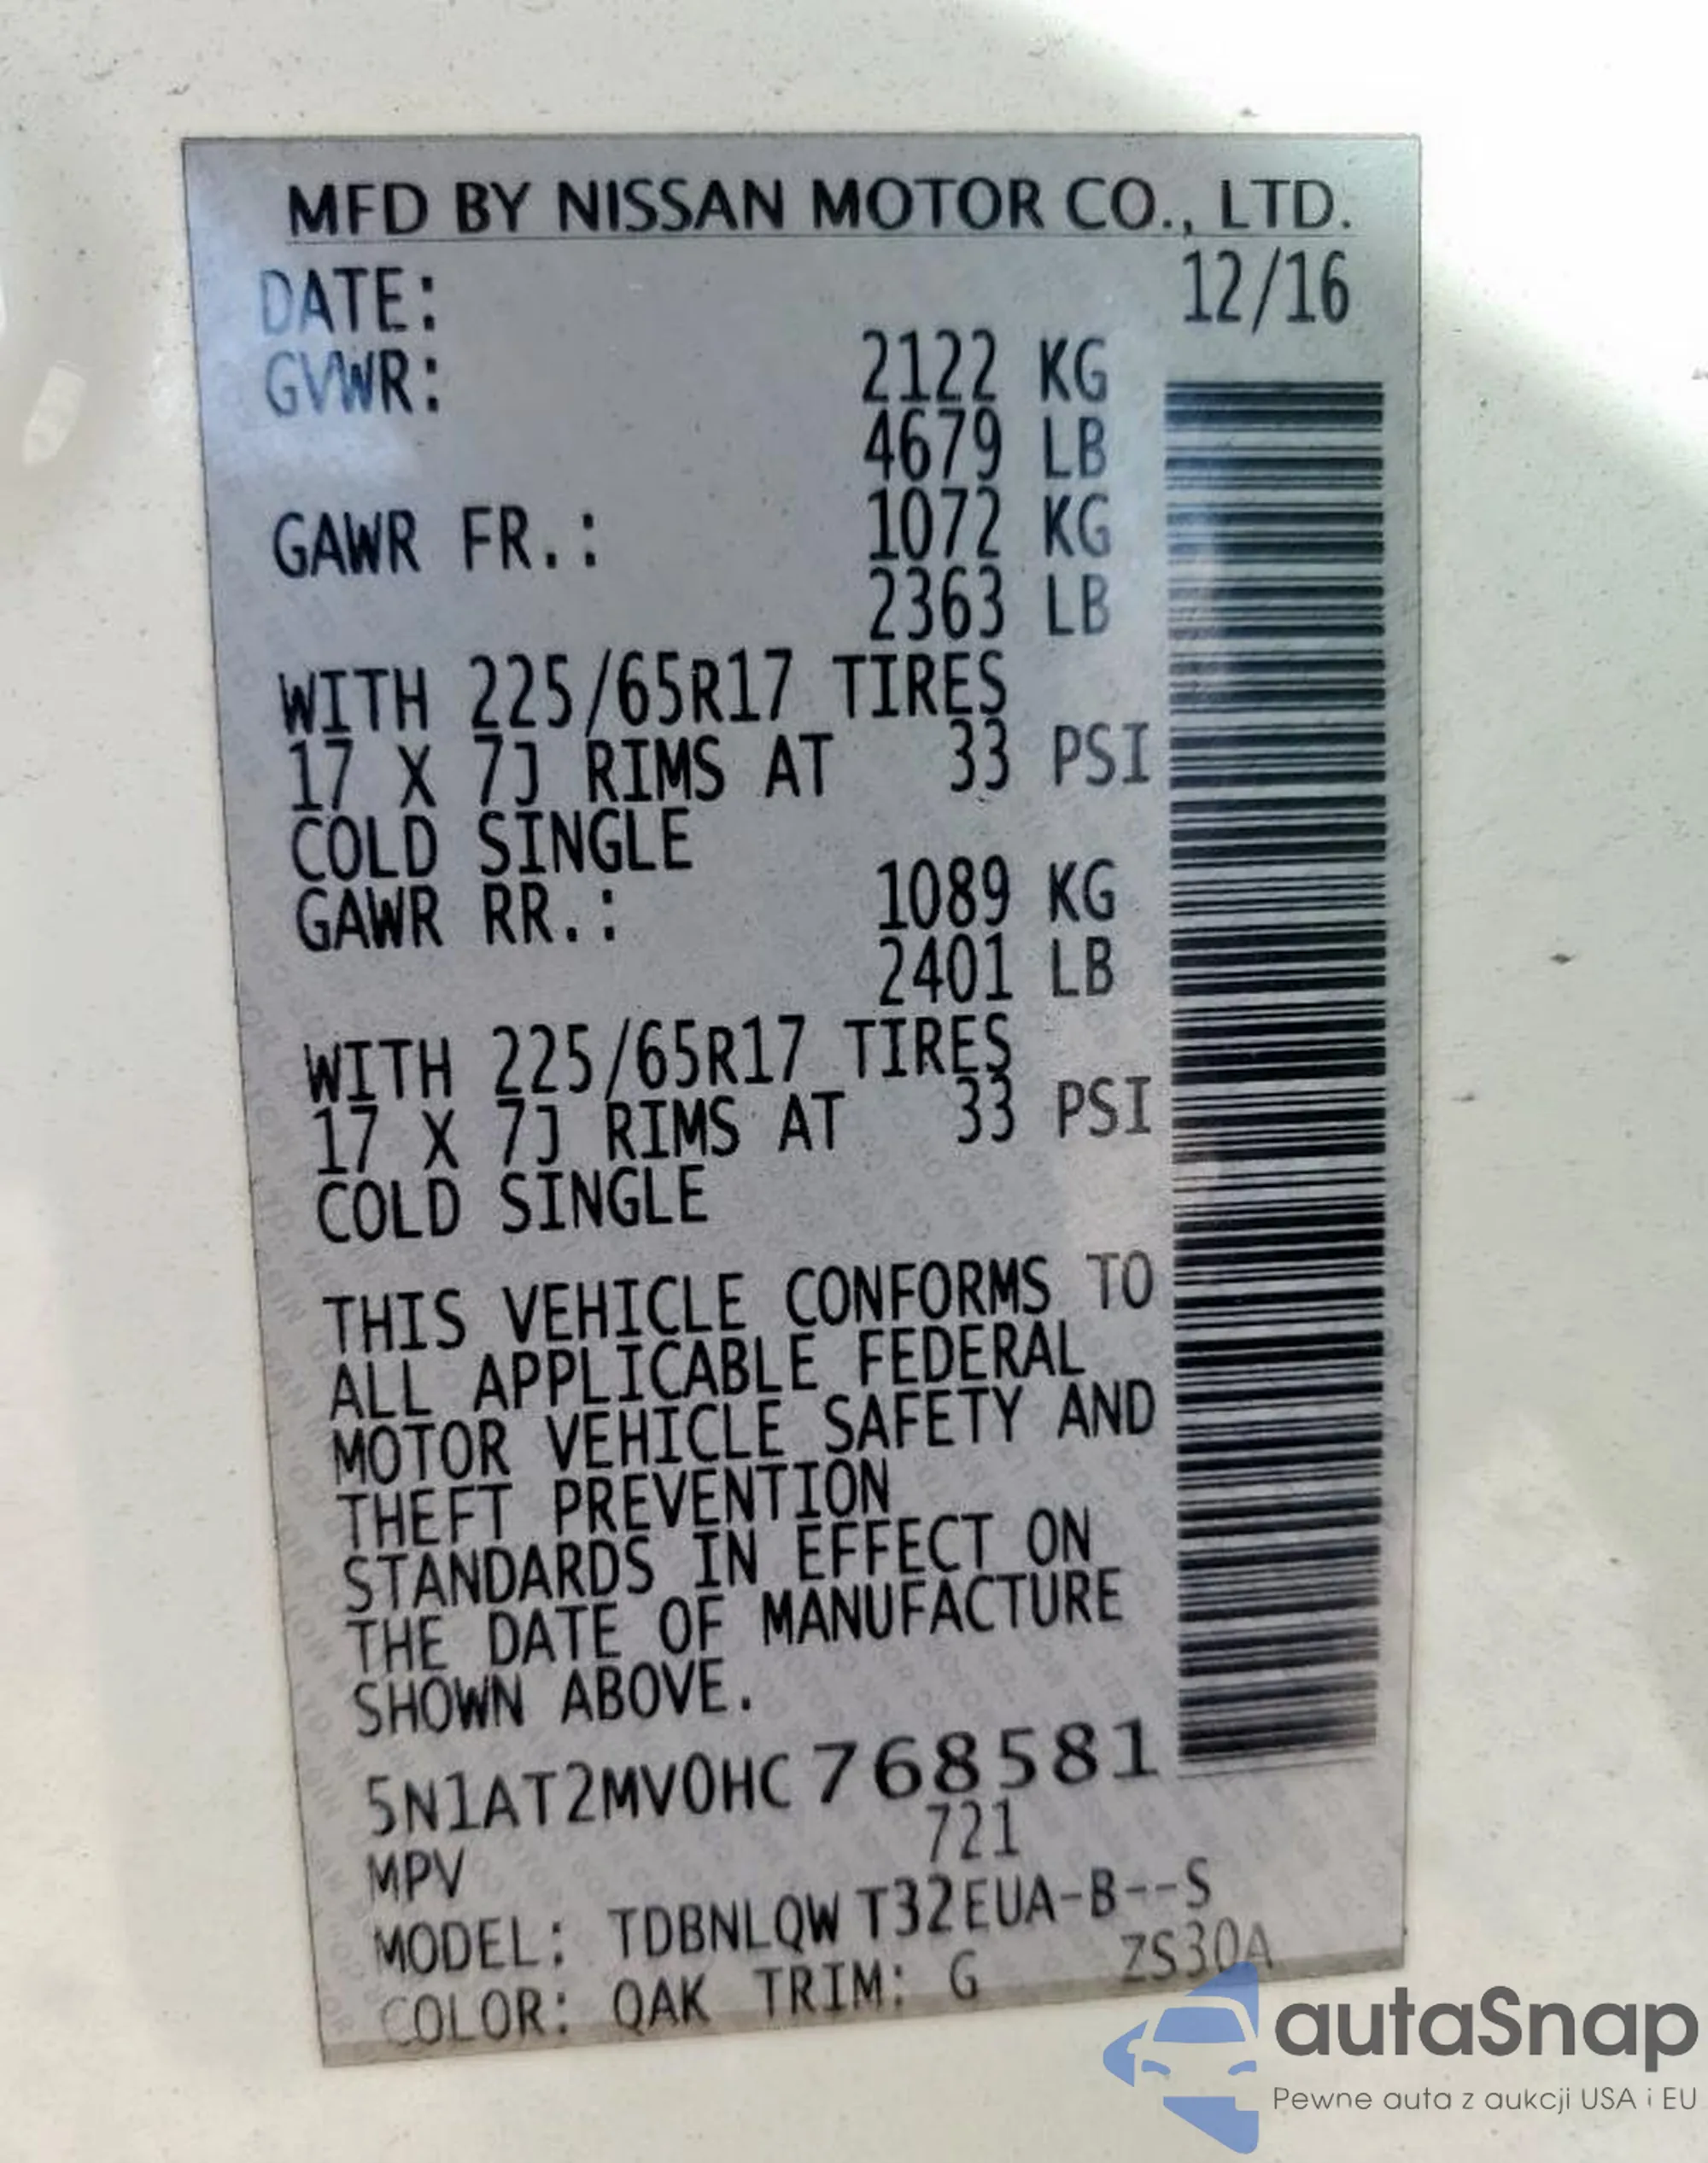 MFD BY NISSAN MOTOR CO., LTD.
DATE: 12/16
GVWR: 2122 KG
4679 LB
GAWR FR.: 1072 KG
2363 LB
WITH 225/65R17 TIRES
17 X 7J RIMS AT 33 PSI
COLD SINGLE
GAWR RR.: 1089 KG
2401 LB
WITH 225/65R17 TIRES
17 X 7J RIMS AT 33 PSI
COLD SINGLE
THIS VEHICLE CONFORMS TO
ALL APPLICABLE FEDERAL
MOTOR VEHICLE SAFETY AND
THEFT PREVENTION
STANDARDS IN EFFECT ON
THE DATE OF MANUFACTURE
SHOWN ABOVE.
5N1AT2MV0HC768581
MPV 721
MODEL: TDBNLQW T32EUA-B--S
COLOR: QAK TRIM: G ZS30A
autaSnap
Pewne auta z aukcji USA i EU